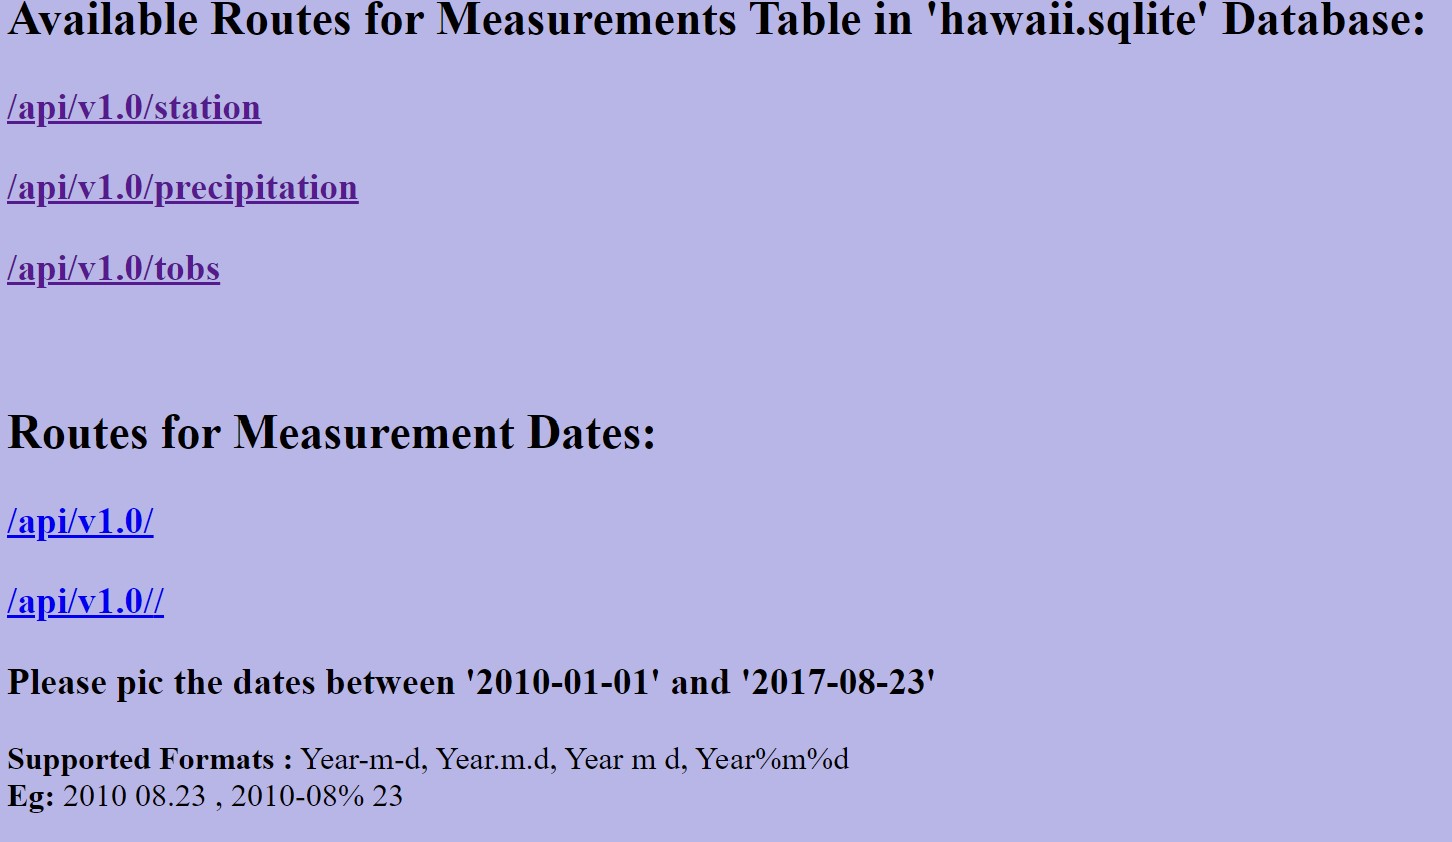 Available Routes for Measurements Table in 'hawaii.sqlite' Database:
/api/v1.0/station
/api/v1.0/precipitation
/api/v1.0/tobs
Routes for Measurement Dates:
/api/v1.0/
/api/v1.0//
Please pic the dates between '2010-01-01' and '2017-08-23'
Supported Formats : Year-m-d, Year.m.d, Year m d, Year%m%d
Eg: 2010 08.23 , 2010-08% 23